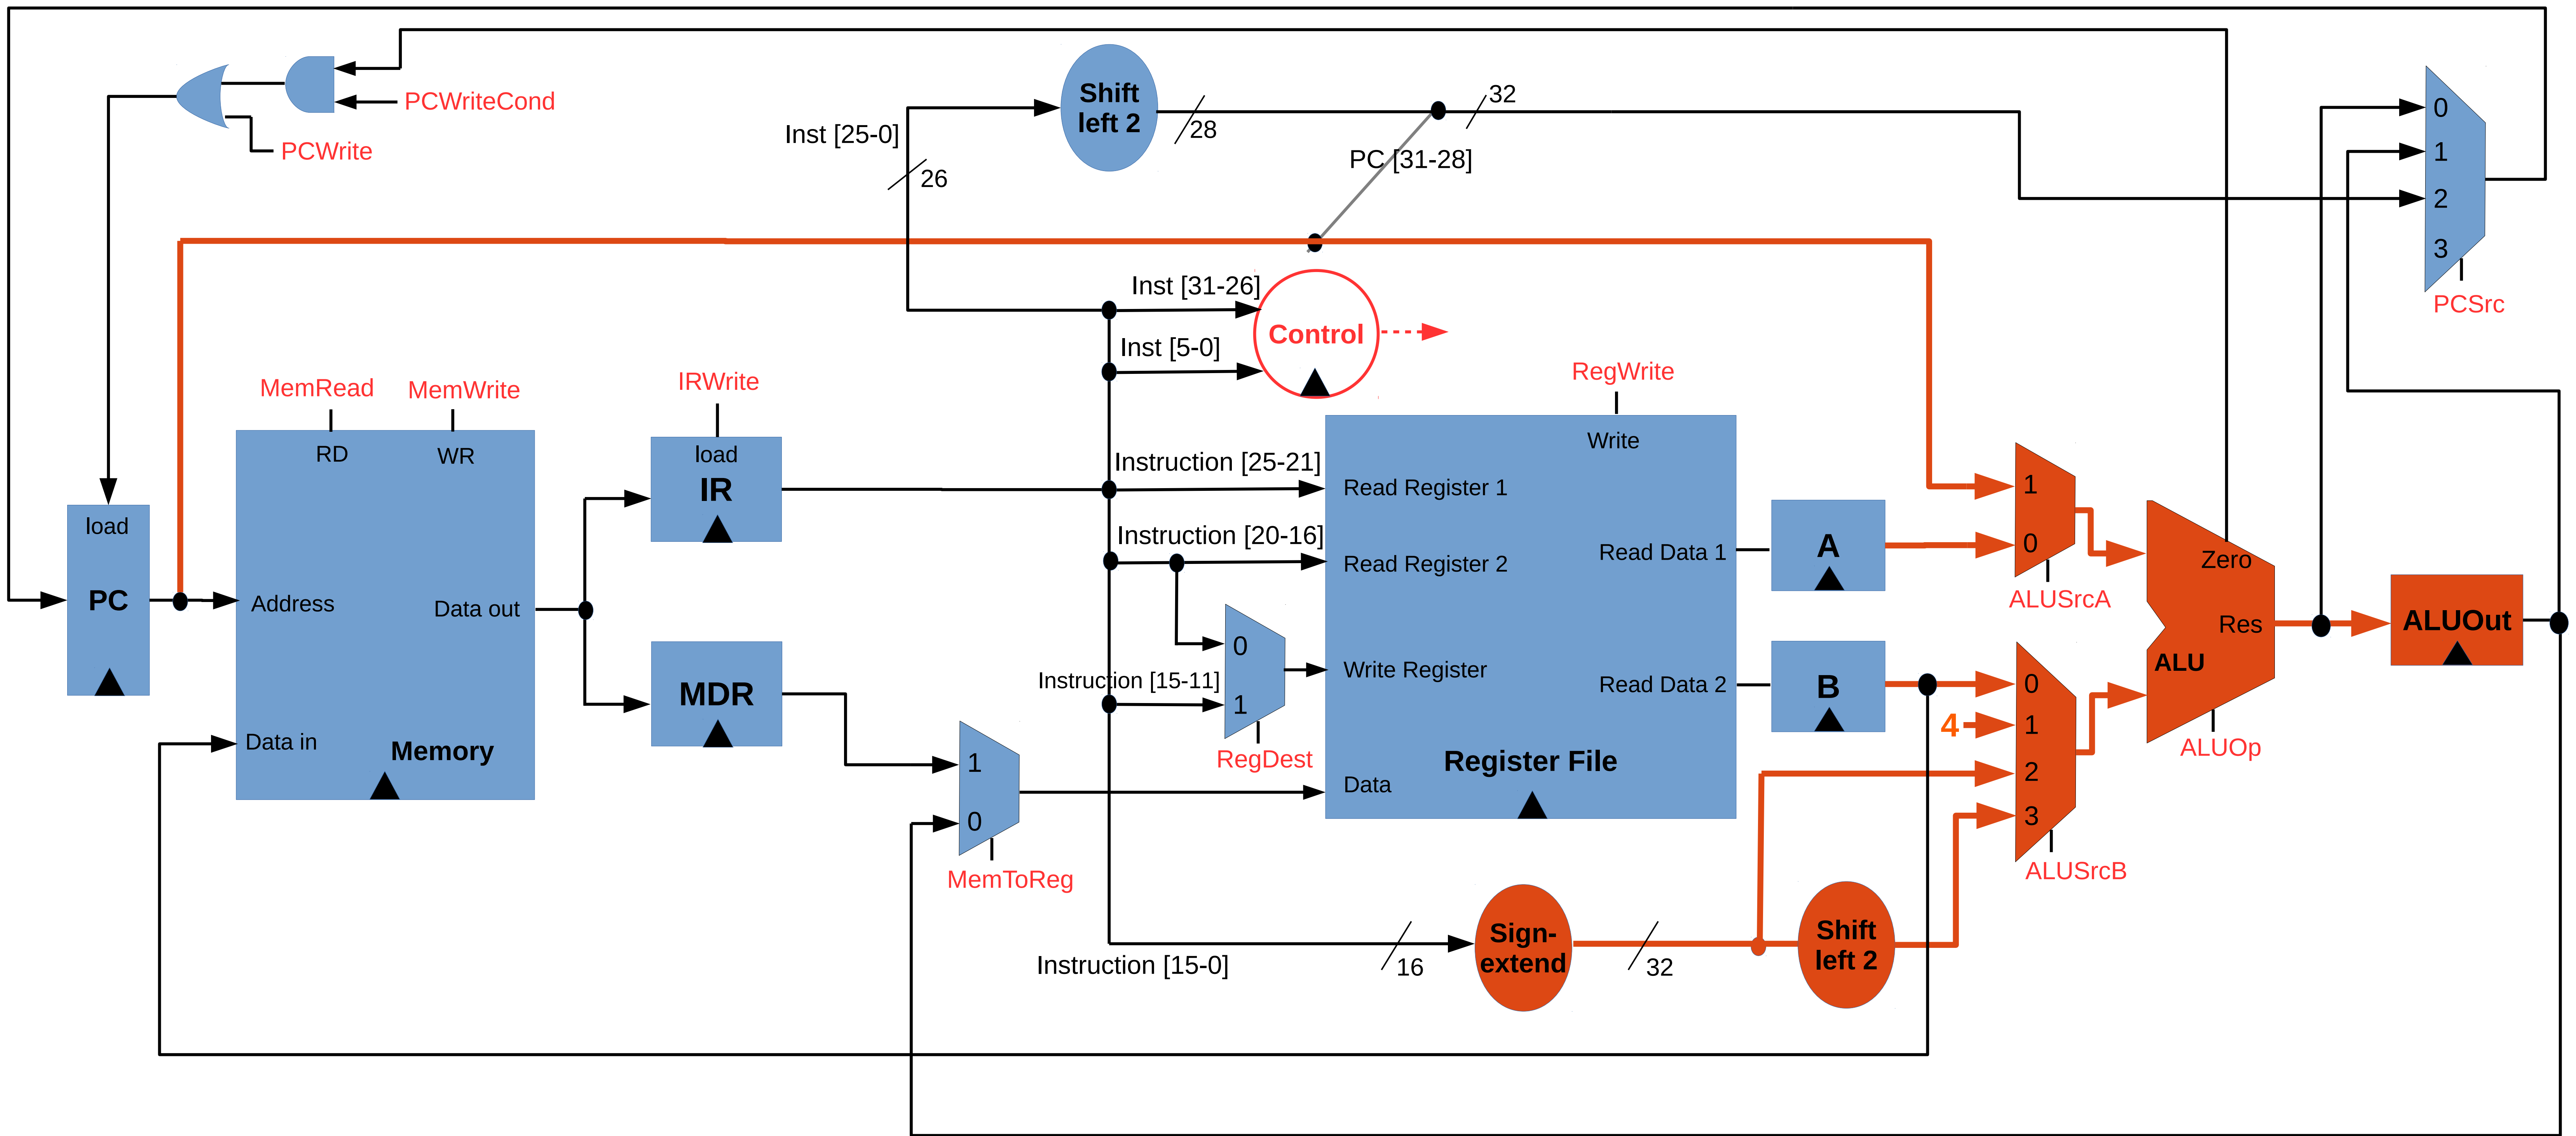 Shift
left 2
28
32
PCWriteCond
PCWrite
Inst [25-0]
26
PC [31-28]
0
1
2
3
PCSrc
Inst [31-26]
Control
Inst [5-0]
MemRead
MemWrite
IRWrite
RegWrite
RD
WR
load
IR
Write
Instruction [25-21]
Read Register 1
Instruction [20-16]
Read Register 2
Read Data 1
A
1
0
ALUSrcA
Zero
Res
ALU
ALUOp
ALUOut
load
PC
Address
Data out
Data in
Memory
MDR
0
1
RegDest
Instruction [15-11]
Write Register
Read Data 2
B
Register File
Data
0
4
1
2
3
ALUSrcB
1
0
MemToReg
Instruction [15-0]
16
Sign-
extend
32
Shift
left 2